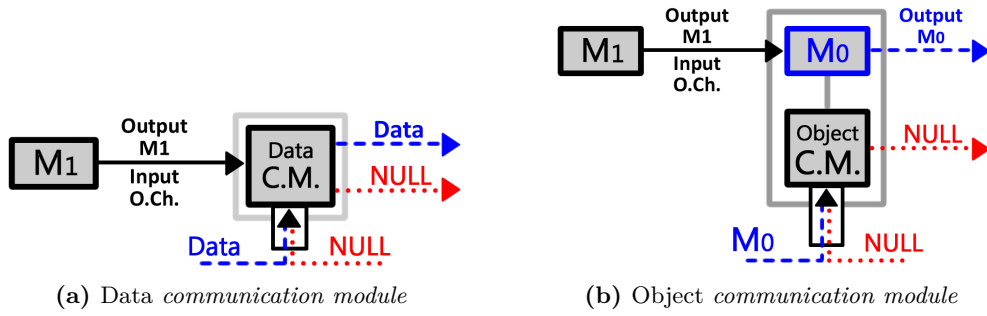 M1
Output
M1
Input
O.Ch.
Data
C.M.
Data
NULL
Data
NULL
(a) Data communication module
M1
Output
M1
Input
O.Ch.
M0
Output
M0
Object
C.M.
NULL
M0
NULL
(b) Object communication module